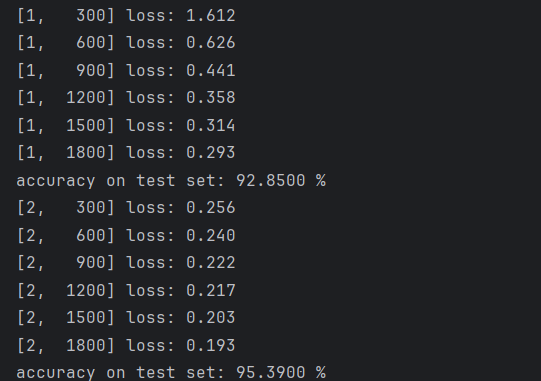 [1,   300] loss: 1.612
[1,   600] loss: 0.626
[1,   900] loss: 0.441
[1,  1200] loss: 0.358
[1,  1500] loss: 0.314
[1,  1800] loss: 0.293
accuracy on test set: 92.8500 %
[2,   300] loss: 0.256
[2,   600] loss: 0.240
[2,   900] loss: 0.222
[2,  1200] loss: 0.217
[2,  1500] loss: 0.203
[2,  1800] loss: 0.193
accuracy on test set: 95.3900 %